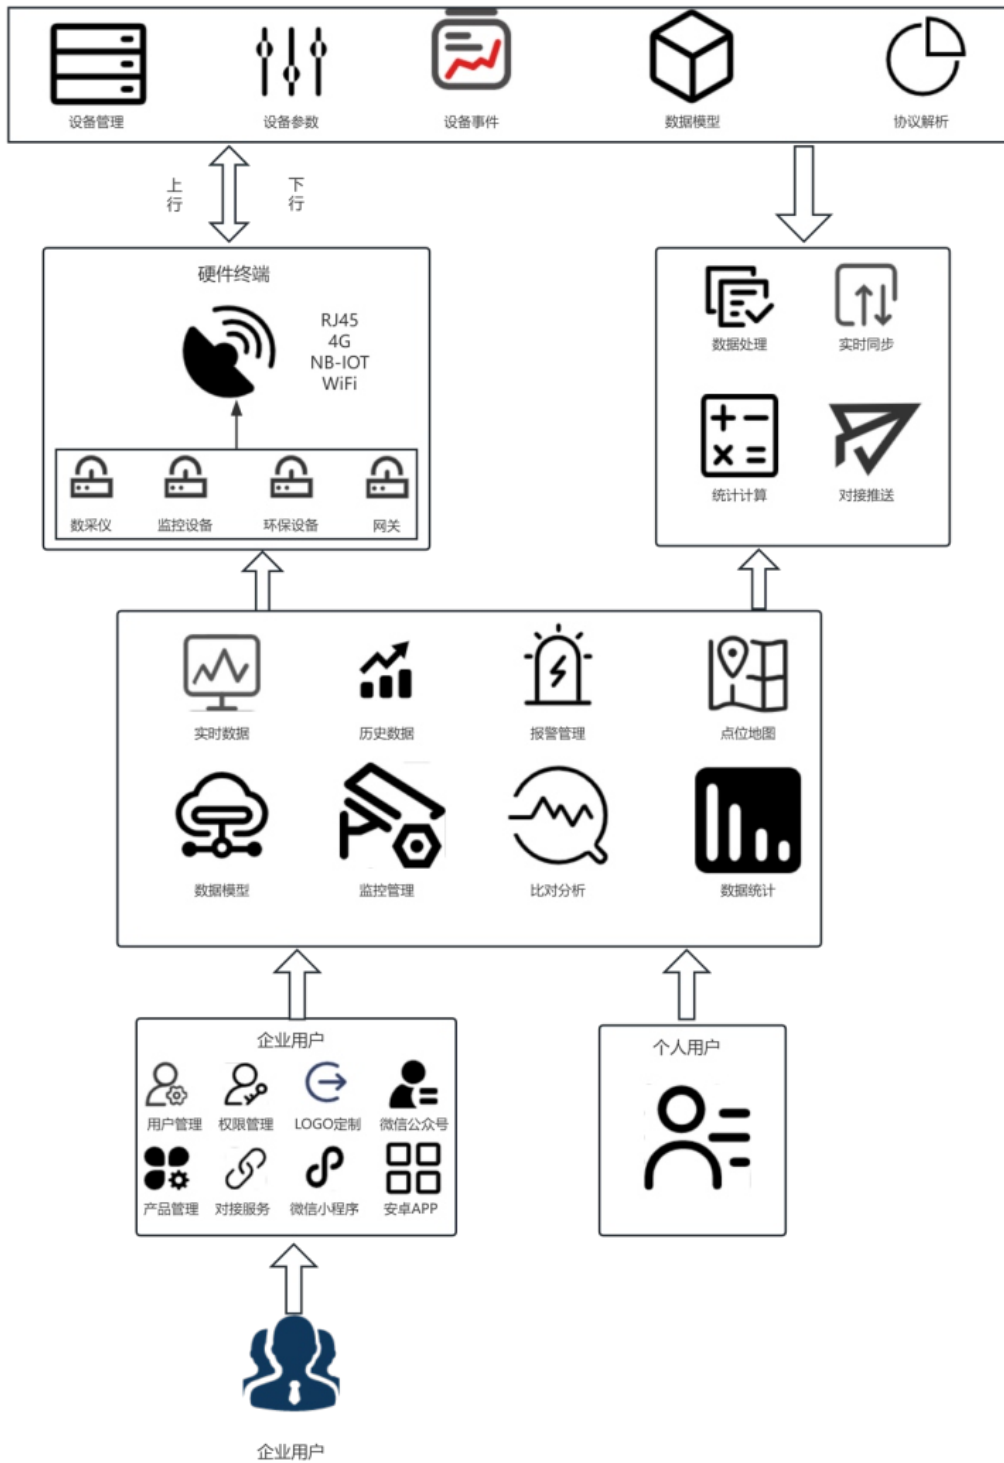 设备管理
设备参数
设备事件
数据模型
协议解析
上行
下行
硬件终端
RJ45
4G
NB-IOT
WiFi
数采仪
监控设备
环保设备
网关
数据处理
实时同步
统计计算
对接推送
实时数据
历史数据
报警管理
点位地图
数据模型
监控管理
比对分析
数据统计
企业用户
用户管理
权限管理
LOGO定制
微信公众号
产品管理
对接服务
微信小程序
安卓APP
个人用户
企业用户